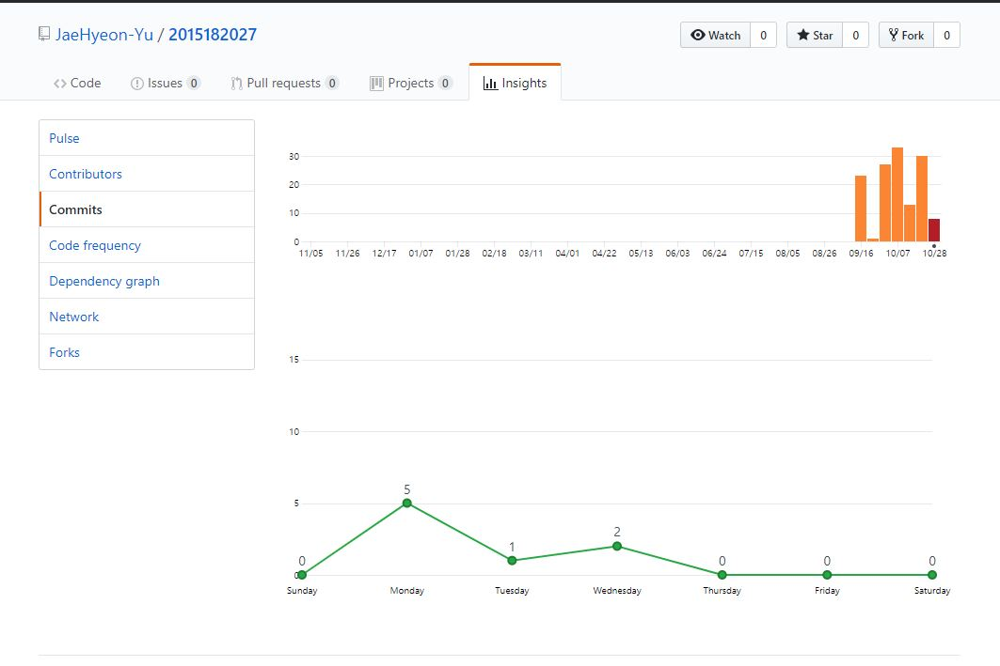 JaeHyeon-Yu / 2015182027
Watch 0 Star 0 Fork 0
Code Issues 0 Pull requests 0 Projects 0 Insights
Pulse
Contributors
Commits
Code frequency
Dependency graph
Network
Forks
30
20
10
0
11/05 11/26 12/17 01/07 01/28 02/18 03/11 04/01 04/22 05/13 06/03 06/24 07/15 08/05 08/26 09/16 10/07 10/28
15
10
5
0
0 5 1 2 0 0 0
Sunday Monday Tuesday Wednesday Thursday Friday Saturday